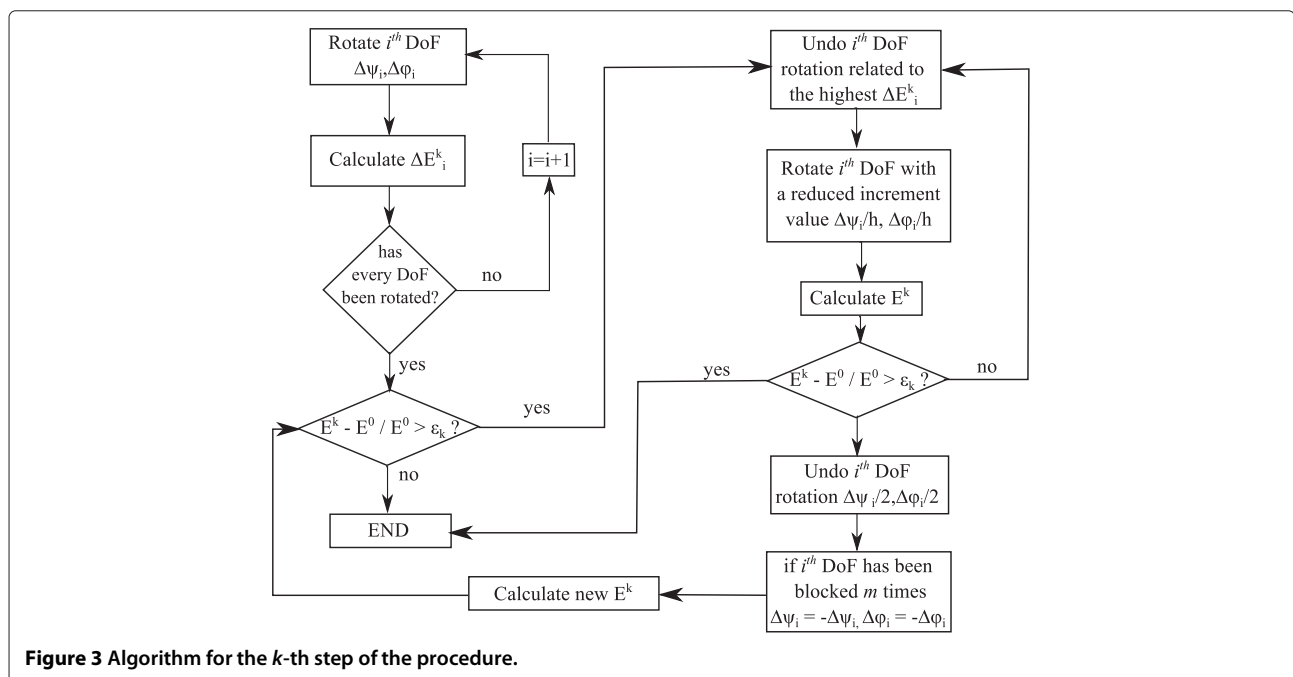 Rotate i^th DoF
Δψ_i,Δφ_i
Calculate ΔE^k_i
i=i+1
has
every DoF
been rotated?
no
yes
E^k - E^0 / E^0 > ε_k ?
yes
no
END
Undo i^th DoF
rotation related to
the highest ΔE^k_i
Rotate i^th DoF with
a reduced increment
value Δψ_i/h, Δφ_i/h
Calculate E^k
E^k - E^0 / E^0 > ε_k ?
yes
no
Undo i^th DoF
rotation Δψ_i/2,Δφ_i/2
if i^th DoF has been
blocked m times
Δψ_i = -Δψ_i, Δφ_i = -Δφ_i
Calculate new E^k
Figure 3 Algorithm for the k-th step of the procedure.